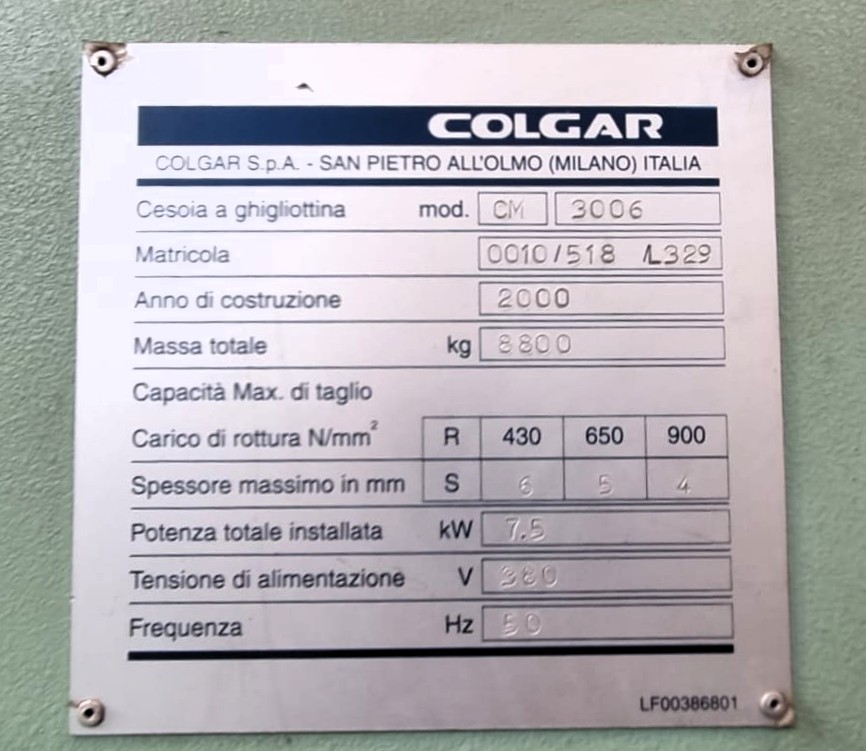 COLGAR
COLGAR S.p.A. - SAN PIETRO ALL'OLMO (MILANO) ITALIA
Cesoia a ghigliottina mod. CM 3006
Matricola 0010/518 L329
Anno di costruzione 2000
Massa totale kg 8800
Capacità Max. di taglio
Carico di rottura N/mm² R 430 650 900
Spessore massimo in mm S 6 5 4
Potenza totale installata kW 7.5
Tensione di alimentazione V 380
Frequenza Hz 50
LF00386801